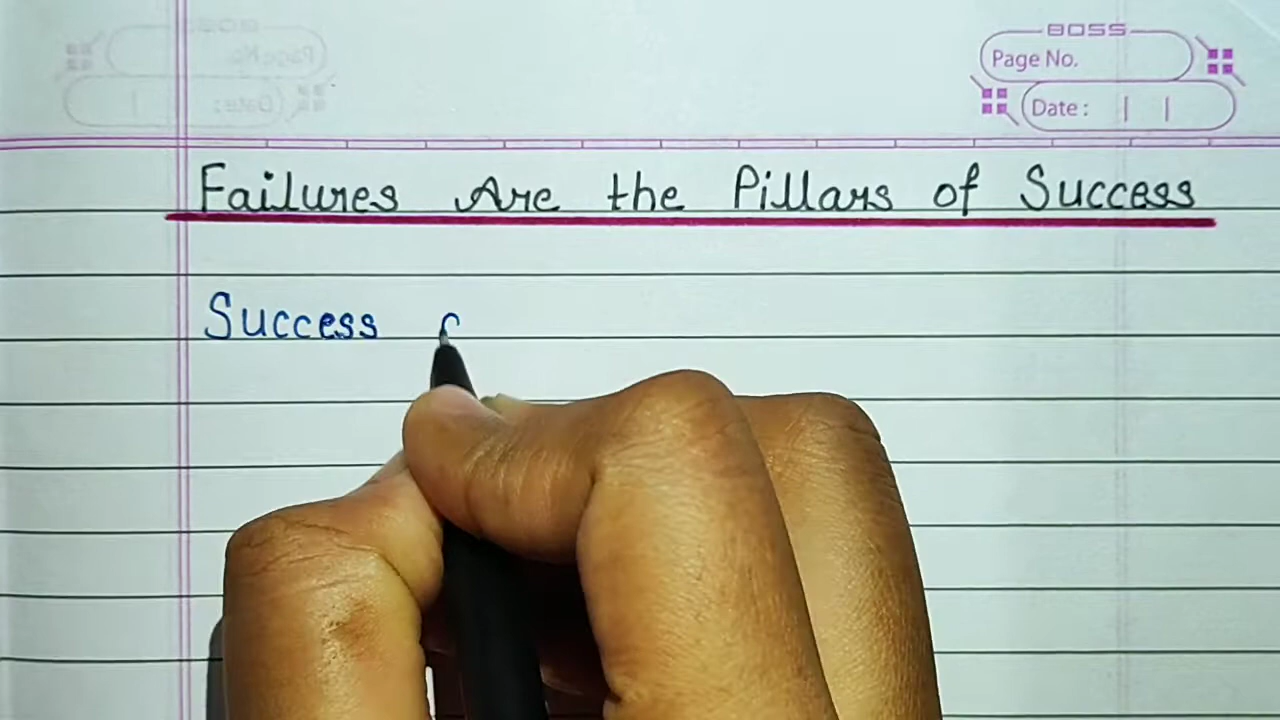 BOSS
Page No.
Date :
Failures Are the Pillars of Success
Success